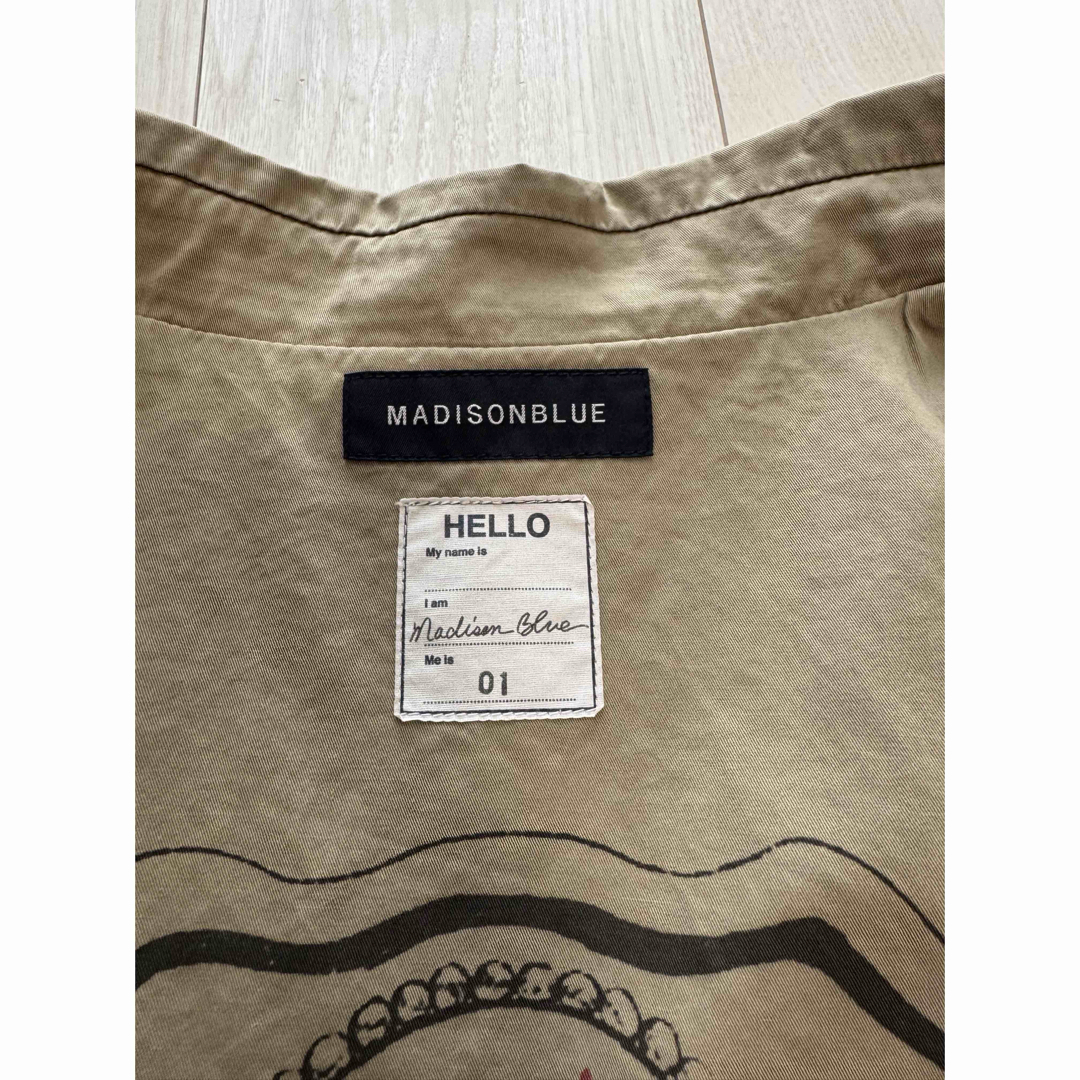 MADISONBLUE
HELLO
My name is
I am
Madison Blue
Me is
01